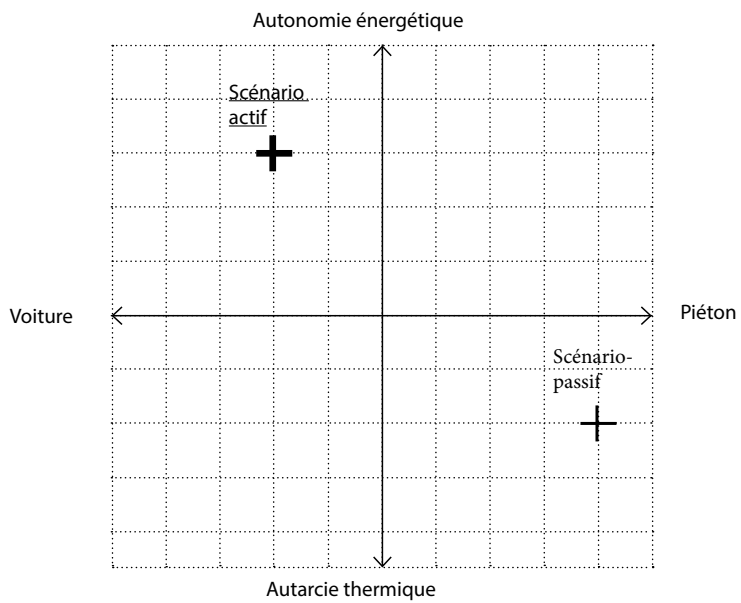 Autonomie énergétique
Scénario
actif
Voiture
Piéton
Scénario-
passif
Autarcie thermique